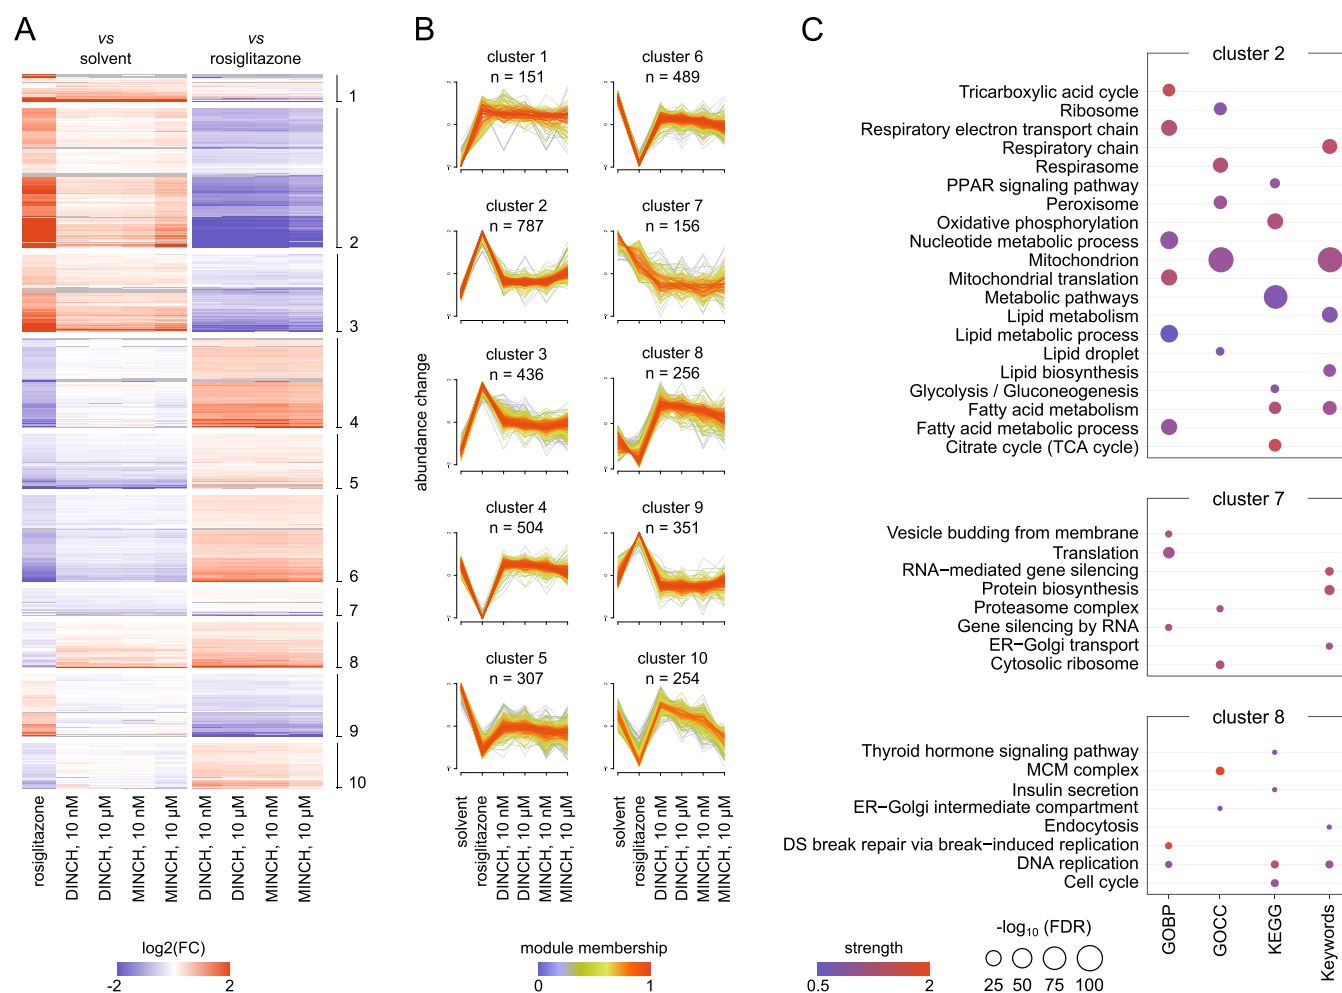 A
vs
solvent
vs
rosiglitazone
1
2
3
4
5
6
7
8
9
10
rosiglitazone
DINCH, 10 nM
DINCH, 10 µM
MINCH, 10 nM
MINCH, 10 µM
DINCH, 10 nM
DINCH, 10 µM
MINCH, 10 nM
MINCH, 10 µM
log2(FC)
-2
2
B
abundance change
cluster 1
n = 151
cluster 6
n = 489
cluster 2
n = 787
cluster 7
n = 156
cluster 3
n = 436
cluster 8
n = 256
cluster 4
n = 504
cluster 9
n = 351
cluster 5
n = 307
cluster 10
n = 254
solvent
rosiglitazone
DINCH, 10 nM
DINCH, 10 µM
MINCH, 10 nM
MINCH, 10 µM
solvent
rosiglitazone
DINCH, 10 nM
DINCH, 10 µM
MINCH, 10 nM
MINCH, 10 µM
module membership
0
1
C
cluster 2
Tricarboxylic acid cycle
Ribosome
Respiratory electron transport chain
Respiratory chain
Respirasome
PPAR signaling pathway
Peroxisome
Oxidative phosphorylation
Nucleotide metabolic process
Mitochondrion
Mitochondrial translation
Metabolic pathways
Lipid metabolism
Lipid metabolic process
Lipid droplet
Lipid biosynthesis
Glycolysis / Gluconeogenesis
Fatty acid metabolism
Fatty acid metabolic process
Citrate cycle (TCA cycle)
cluster 7
Vesicle budding from membrane
Translation
RNA−mediated gene silencing
Protein biosynthesis
Proteasome complex
Gene silencing by RNA
ER−Golgi transport
Cytosolic ribosome
cluster 8
Thyroid hormone signaling pathway
MCM complex
Insulin secretion
ER−Golgi intermediate compartment
Endocytosis
DS break repair via break−induced replication
DNA replication
Cell cycle
GOBP
GOCC
KEGG
Keywords
strength
0.5
2
-log10 (FDR)
25 50 75 100